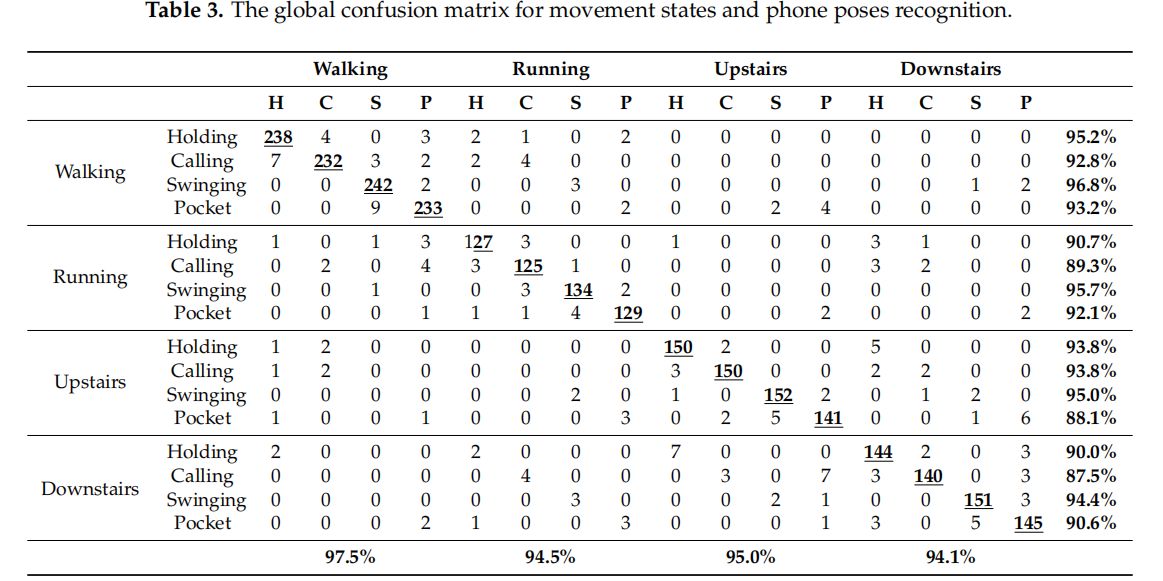 Table 3. The global confusion matrix for movement states and phone poses recognition.
Walking Running Upstairs Downstairs
H C S P H C S P H C S P H C S P
Holding 238 4 0 3 2 1 0 2 0 0 0 0 0 0 0 0 95.2%
Calling 7 232 3 2 2 4 0 0 0 0 0 0 0 0 0 0 92.8%
Walking
Swinging 0 0 242 2 0 0 3 0 0 0 0 0 0 0 1 2 96.8%
Pocket 0 0 9 233 0 0 0 2 0 0 2 4 0 0 0 0 93.2%
Holding 1 0 1 3 127 3 0 0 1 0 0 0 3 1 0 0 90.7%
Calling 0 2 0 4 3 125 1 0 0 0 0 0 3 2 0 0 89.3%
Running
Swinging 0 0 1 0 0 3 134 2 0 0 0 0 0 0 0 0 95.7%
Pocket 0 0 0 1 1 1 4 129 0 0 0 2 0 0 0 2 92.1%
Holding 1 2 0 0 0 0 0 0 150 2 0 0 5 0 0 0 93.8%
Calling 1 2 0 0 0 0 0 0 3 150 0 0 2 2 0 0 93.8%
Upstairs
Swinging 0 0 0 0 0 0 2 0 1 0 152 2 0 1 2 0 95.0%
Pocket 1 0 0 1 0 0 0 3 0 2 5 141 0 0 1 6 88.1%
Holding 2 0 0 0 2 0 0 0 7 0 0 0 144 2 0 3 90.0%
Calling 0 0 0 0 0 4 0 0 0 3 0 7 3 140 0 3 87.5%
Downstairs
Swinging 0 0 0 0 0 0 3 0 0 0 2 1 0 0 151 3 94.4%
Pocket 0 0 0 2 1 0 0 3 0 0 0 1 3 0 5 145 90.6%
97.5% 94.5% 95.0% 94.1%